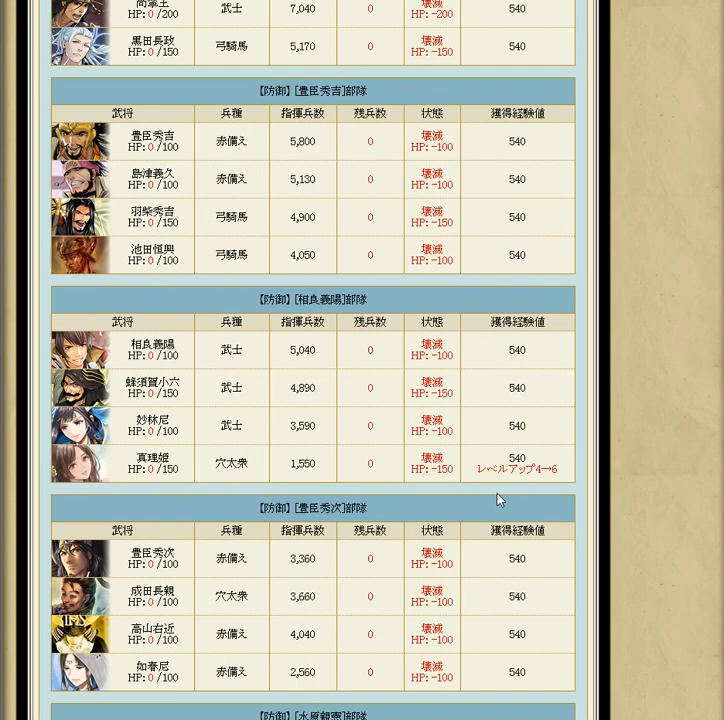 HP: 0 /200 武士 7,040 0 HP: -200 540
黒田長政 弓騎馬 5,170 0 壊滅 540
HP: 0 /150 HP: -150
【防御】[豊臣秀吉]部隊
武将 兵種 指揮兵数 残兵数 状態 獲得経験値
豊臣秀吉 赤備え 5,800 0 壊滅 540
HP: 0 /100 HP: -100
島津義久 赤備え 5,130 0 壊滅 540
HP: 0 /100 HP: -100
羽柴秀吉 弓騎馬 4,900 0 壊滅 540
HP: 0 /150 HP: -150
池田恒興 弓騎馬 4,050 0 壊滅 540
HP: 0 /100 HP: -100
【防御】[相良義陽]部隊
武将 兵種 指揮兵数 残兵数 状態 獲得経験値
相良義陽 武士 5,040 0 壊滅 540
HP: 0 /100 HP: -100
蜂須賀小六 武士 4,890 0 壊滅 540
HP: 0 /150 HP: -150
妙林尼 武士 3,590 0 壊滅 540
HP: 0 /100 HP: -100
真理姫 穴太衆 1,550 0 壊滅 540
HP: 0 /150 HP: -150 レベルアップ4→6
【防御】[豊臣秀次]部隊
武将 兵種 指揮兵数 残兵数 状態 獲得経験値
豊臣秀次 赤備え 3,360 0 壊滅 540
HP: 0 /100 HP: -100
成田長親 穴太衆 3,660 0 壊滅 540
HP: 0 /100 HP: -100
高山右近 赤備え 4,040 0 壊滅 540
HP: 0 /100 HP: -100
如春尼 赤備え 2,560 0 壊滅 540
HP: 0 /100 HP: -100
【防御】[水原親憲]部隊